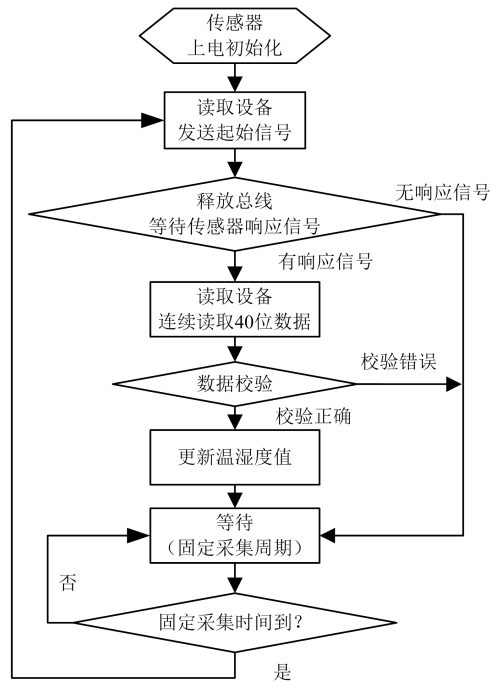 传感器
上电初始化
读取设备
发送起始信号
释放总线
等待传感器响应信号
无响应信号
有响应信号
读取设备
连续读取40位数据
数据校验
校验错误
校验正确
更新温湿度值
等待
（固定采集周期）
否
固定采集时间到？
是